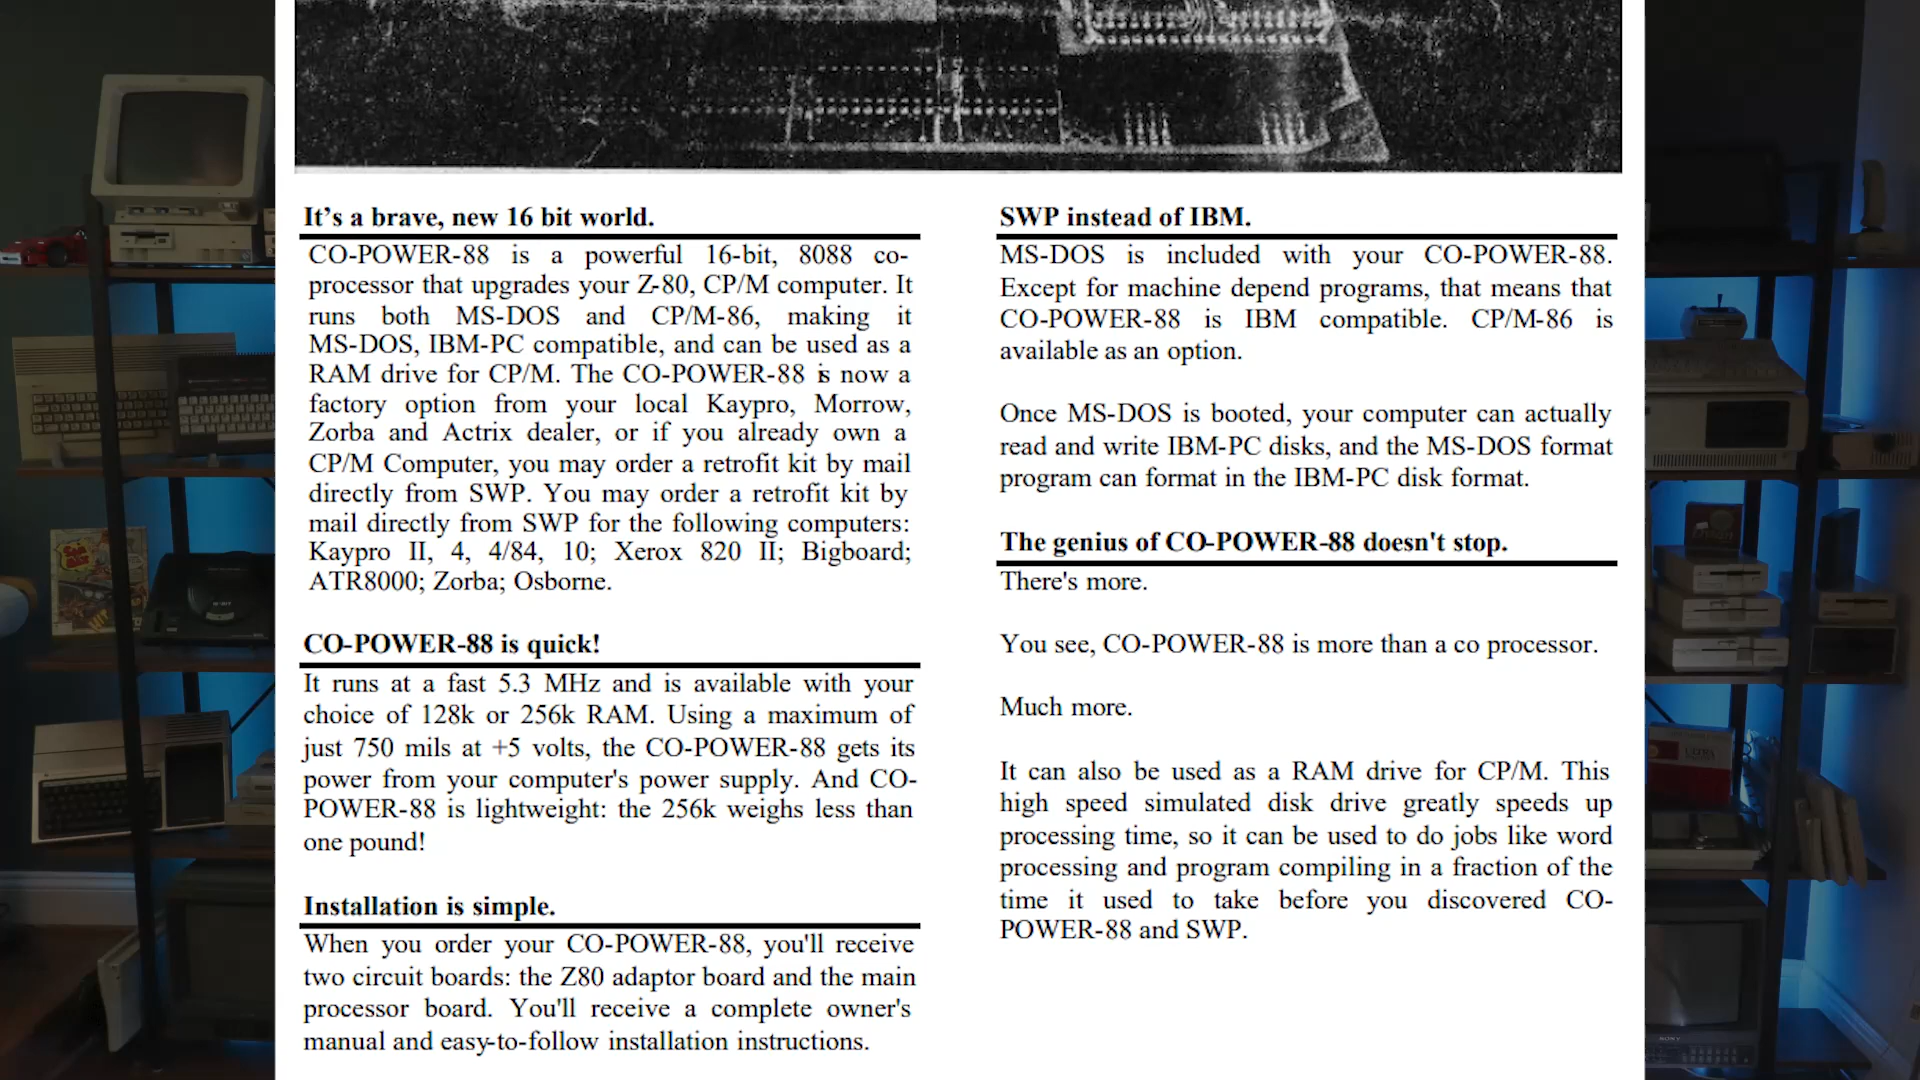 It's a brave, new 16 bit world.
CO-POWER-88 is a powerful 16-bit, 8088 co-
processor that upgrades your Z-80, CP/M computer. It
runs both MS-DOS and CP/M-86, making it
MS-DOS, IBM-PC compatible, and can be used as a
RAM drive for CP/M. The CO-POWER-88 is now a
factory option from your local Kaypro, Morrow,
Zorba and Actrix dealer, or if you already own a
CP/M Computer, you may order a retrofit kit by mail
directly from SWP. You may order a retrofit kit by
mail directly from SWP for the following computers:
Kaypro II, 4, 4/84, 10; Xerox 820 II; Bigboard;
ATR8000; Zorba; Osborne.
CO-POWER-88 is quick!
It runs at a fast 5.3 MHz and is available with your
choice of 128k or 256k RAM. Using a maximum of
just 750 mils at +5 volts, the CO-POWER-88 gets its
power from your computer's power supply. And CO-
POWER-88 is lightweight: the 256k weighs less than
one pound!
Installation is simple.
When you order your CO-POWER-88, you'll receive
two circuit boards: the Z80 adaptor board and the main
processor board. You'll receive a complete owner's
manual and easy-to-follow installation instructions.
SWP instead of IBM.
MS-DOS is included with your CO-POWER-88.
Except for machine depend programs, that means that
CO-POWER-88 is IBM compatible. CP/M-86 is
available as an option.
Once MS-DOS is booted, your computer can actually
read and write IBM-PC disks, and the MS-DOS format
program can format in the IBM-PC disk format.
The genius of CO-POWER-88 doesn't stop.
There's more.
You see, CO-POWER-88 is more than a co processor.
Much more.
It can also be used as a RAM drive for CP/M. This
high speed simulated disk drive greatly speeds up
processing time, so it can be used to do jobs like word
processing and program compiling in a fraction of the
time it used to take before you discovered CO-
POWER-88 and SWP.
SONY